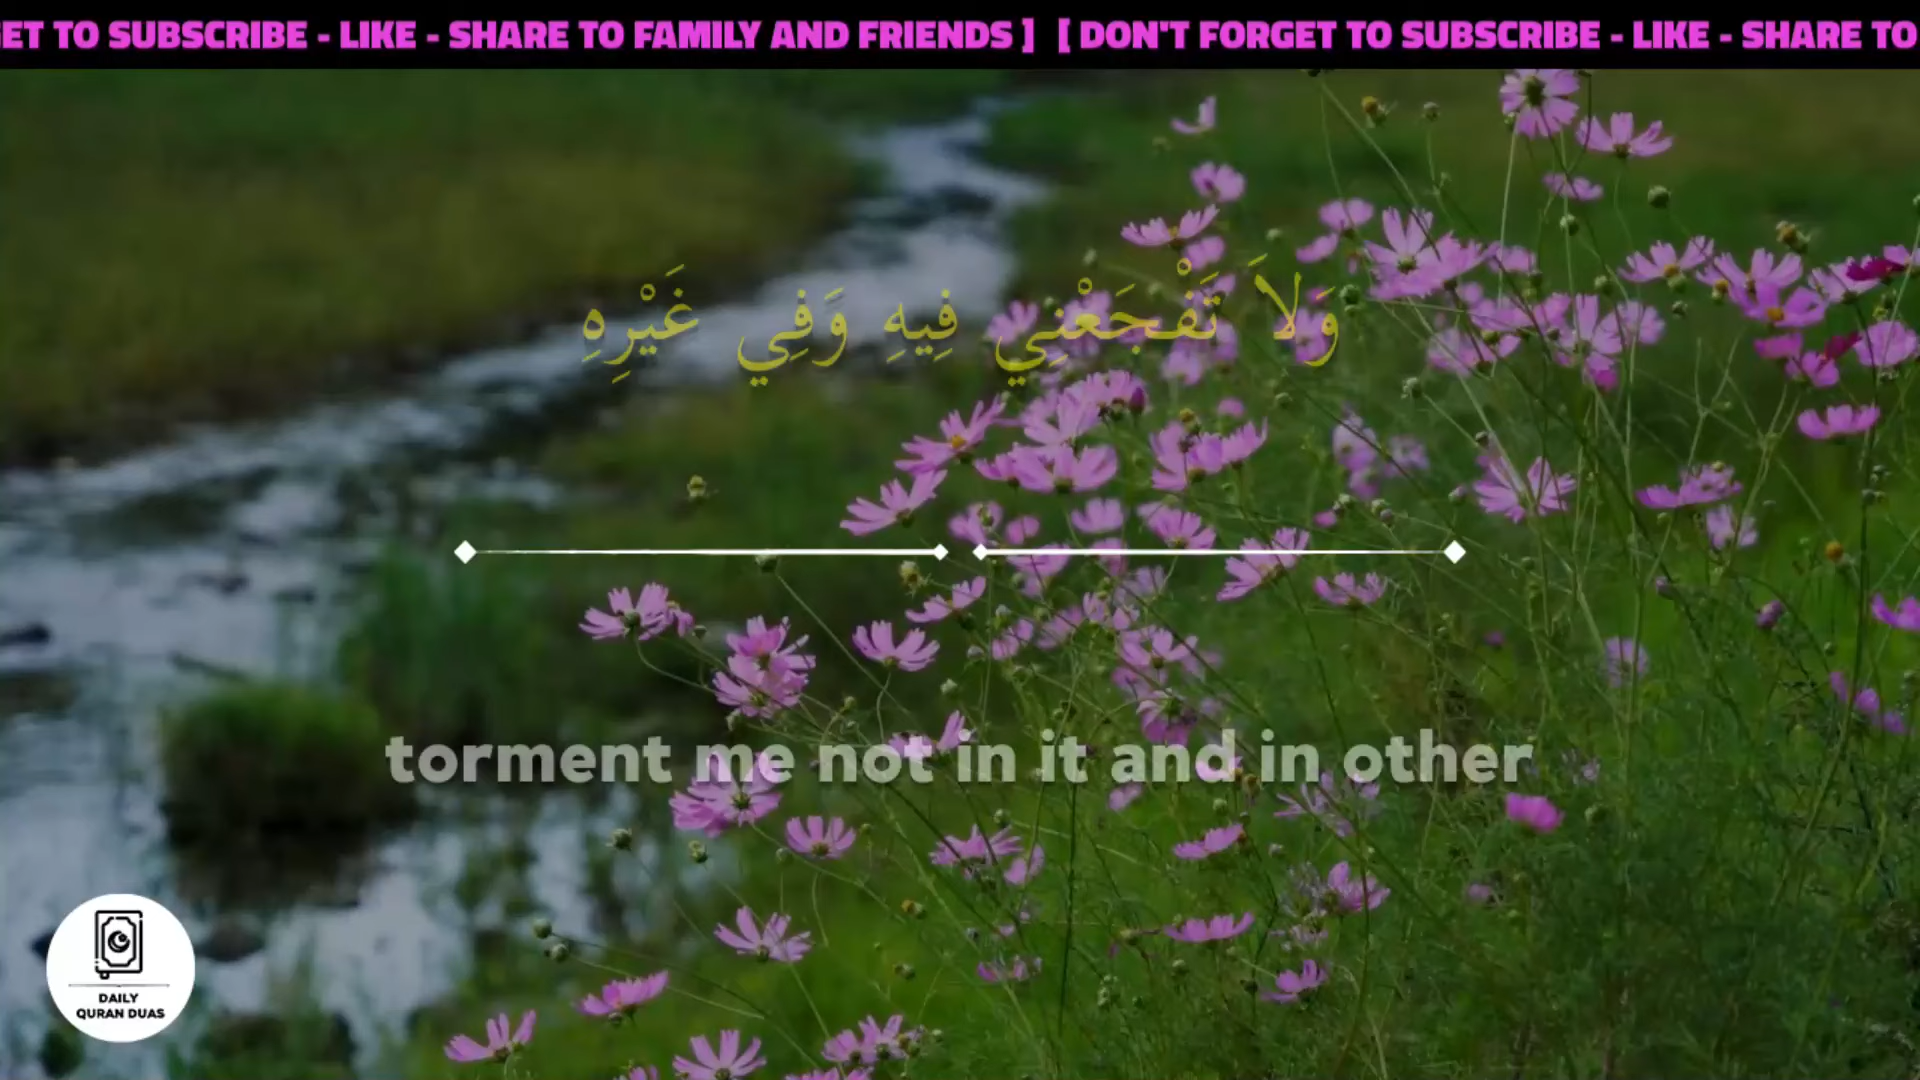 ET TO SUBSCRIBE - LIKE - SHARE TO FAMILY AND FRIENDS ] [ DON'T FORGET TO SUBSCRIBE - LIKE - SHARE TO
وَلاَ تَفْجَعْنِي فِيهِ وَفِي غَيْرِهِ
torment me not in it and in other
DAILY
QURAN DUAS